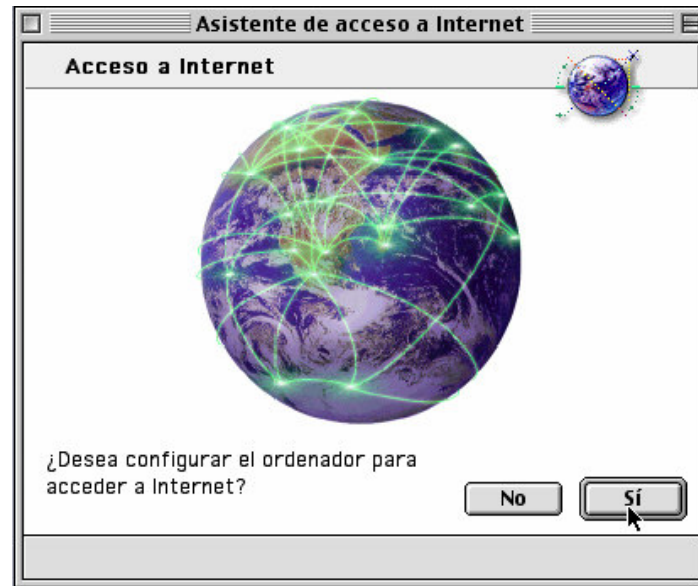 Asistente de acceso a Internet
Acceso a Internet
¿Desea configurar el ordenador para
acceder a Internet?
No
Sí